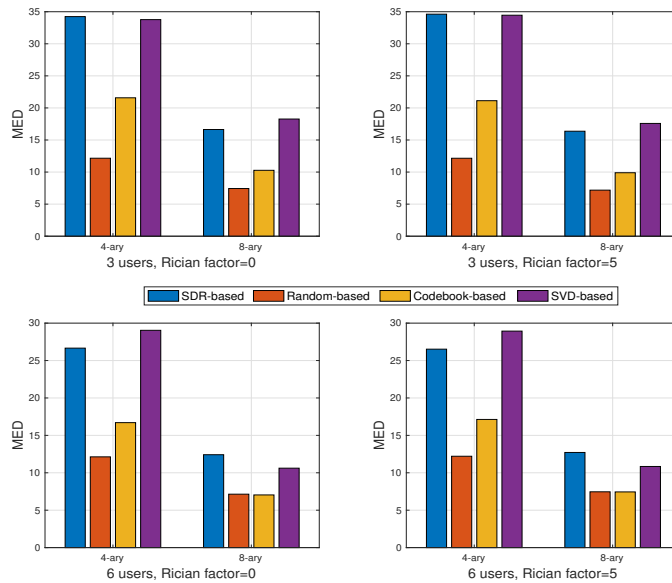 35
30
25
20
15
10
5
0
MED
4-ary
8-ary
3 users, Rician factor=0
35
30
25
20
15
10
5
0
MED
4-ary
8-ary
3 users, Rician factor=5
SDR-based Random-based Codebook-based SVD-based
30
25
20
15
10
5
0
MED
4-ary
8-ary
6 users, Rician factor=0
30
25
20
15
10
5
0
MED
4-ary
8-ary
6 users, Rician factor=5